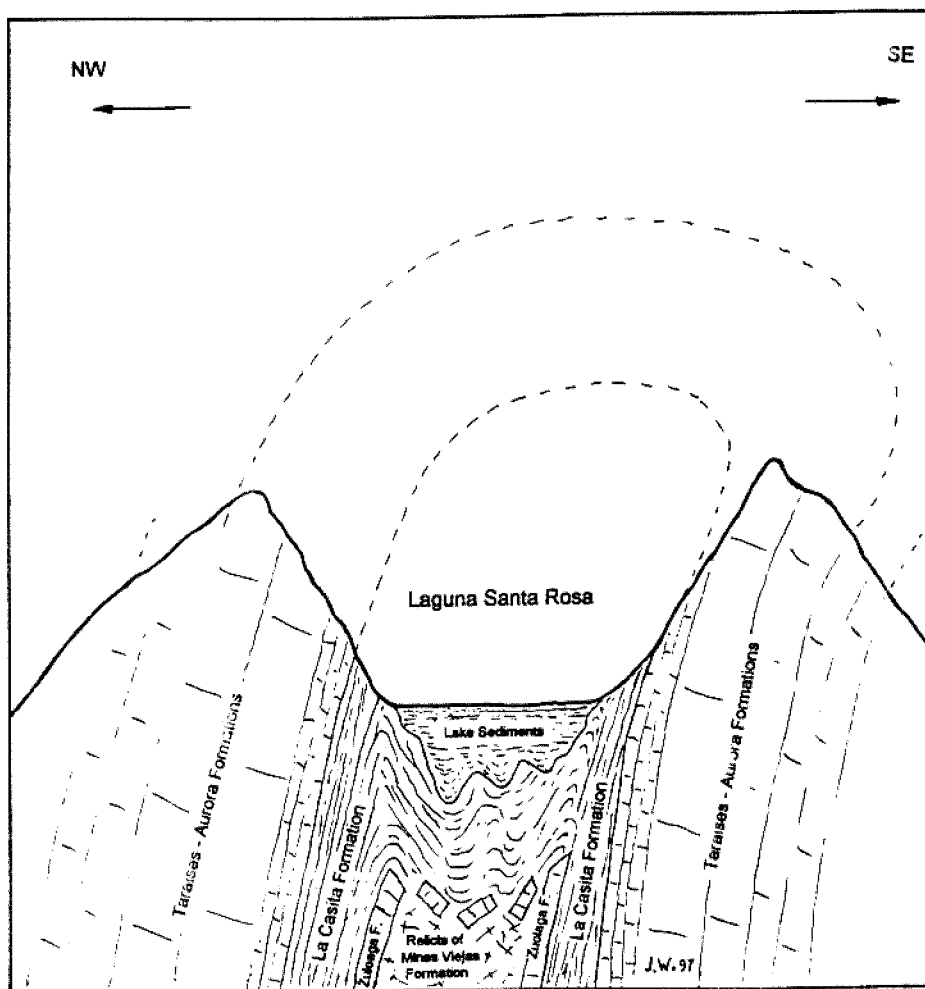 NW
SE
Laguna Santa Rosa
Lake Sediments
Taraises - Aurora Formations
La Casita Formation
Zuloaga F.
Relicts of
Minas Viejas
Formation
Zuloaga F.
La Casita Formation
Taraises - Aurora Formations
J.W.97